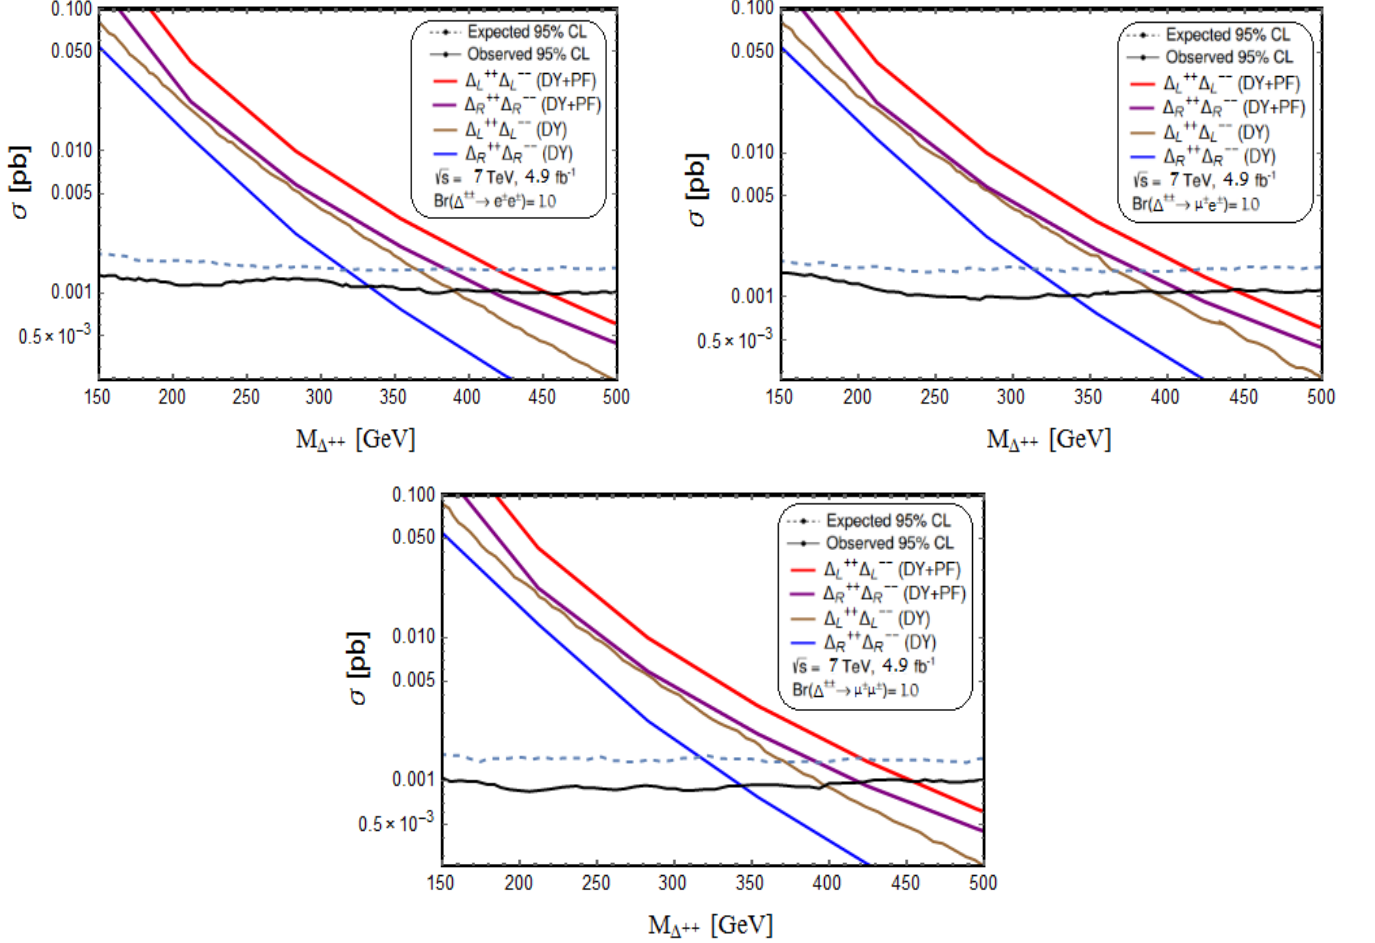 0.100
0.050
0.010
0.005
0.001
0.5 × 10⁻³
σ [pb]
150 200 250 300 350 400 450 500
M_Δ⁺⁺ [GeV]
Expected 95% CL
Observed 95% CL
Δ_L⁺⁺Δ_L⁻⁻ (DY+PF)
Δ_R⁺⁺Δ_R⁻⁻ (DY+PF)
Δ_L⁺⁺Δ_L⁻⁻ (DY)
Δ_R⁺⁺Δ_R⁻⁻ (DY)
√s = 7 TeV, 4.9 fb⁻¹
Br(Δ^±± → e^±e^±)= 1.0
0.100
0.050
0.010
0.005
0.001
0.5 × 10⁻³
σ [pb]
150 200 250 300 350 400 450 500
M_Δ⁺⁺ [GeV]
Expected 95% CL
Observed 95% CL
Δ_L⁺⁺Δ_L⁻⁻ (DY+PF)
Δ_R⁺⁺Δ_R⁻⁻ (DY+PF)
Δ_L⁺⁺Δ_L⁻⁻ (DY)
Δ_R⁺⁺Δ_R⁻⁻ (DY)
√s = 7 TeV, 4.9 fb⁻¹
Br(Δ^±± → μ^±e^±)= 1.0
0.100
0.050
0.010
0.005
0.001
0.5 × 10⁻³
σ [pb]
150 200 250 300 350 400 450 500
M_Δ⁺⁺ [GeV]
Expected 95% CL
Observed 95% CL
Δ_L⁺⁺Δ_L⁻⁻ (DY+PF)
Δ_R⁺⁺Δ_R⁻⁻ (DY+PF)
Δ_L⁺⁺Δ_L⁻⁻ (DY)
Δ_R⁺⁺Δ_R⁻⁻ (DY)
√s = 7 TeV, 4.9 fb⁻¹
Br(Δ^±± → μ^±μ^±)= 1.0